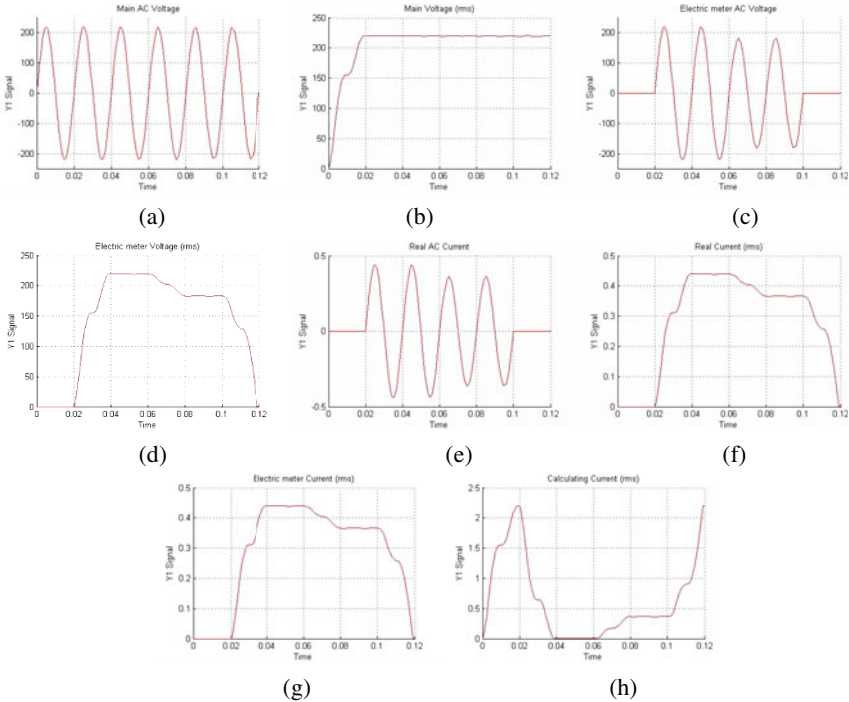 Main AC Voltage
Y1 Signal
200
100
0
-100
-200
0 0.02 0.04 0.06 0.08 0.1 0.12
Time
(a)
Main Voltage (rms)
Y1 Signal
250
200
150
100
50
0
0 0.02 0.04 0.06 0.08 0.1 0.12
Time
(b)
Electric meter AC Voltage
Y1 Signal
200
100
0
-100
-200
0 0.02 0.04 0.06 0.08 0.1 0.12
Time
(c)
Electric meter Voltage (rms)
Y1 Signal
250
200
150
100
50
0
0 0.02 0.04 0.06 0.08 0.1 0.12
Time
(d)
Real AC Current
Y1 Signal
0.5
0
-0.5
0 0.02 0.04 0.06 0.08 0.1 0.12
Time
(e)
Real Current (rms)
Y1 Signal
0.5
0.4
0.3
0.2
0.1
0
0 0.02 0.04 0.06 0.08 0.1 0.12
Time
(f)
Electric meter Current (rms)
Y1 Signal
0.5
0.4
0.3
0.2
0.1
0
0 0.02 0.04 0.06 0.08 0.1 0.12
Time
(g)
Calculating Current (rms)
Y1 Signal
2.5
2
1.5
1
0.5
0
0 0.02 0.04 0.06 0.08 0.1 0.12
Time
(h)